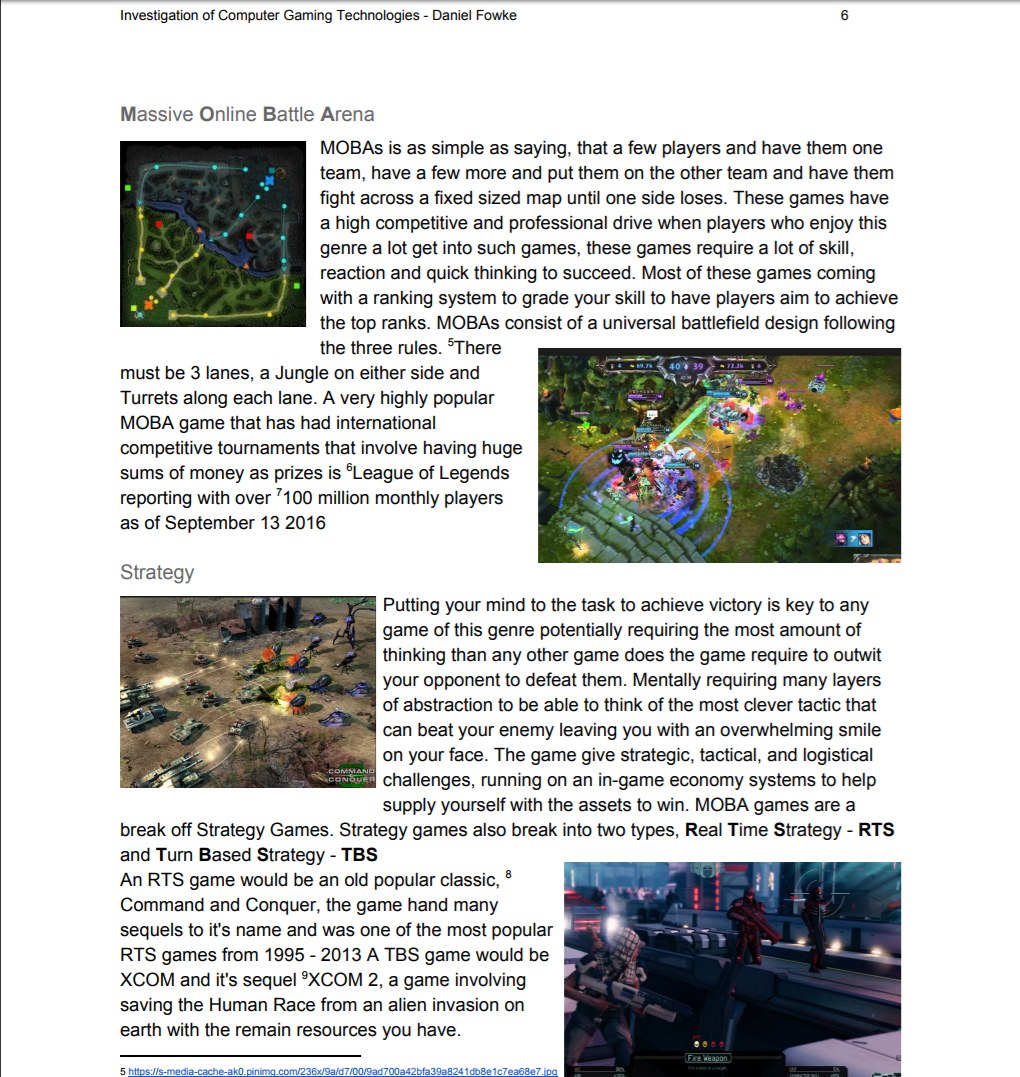 Investigation of Computer Gaming Technologies - Daniel Fowke 6
Massive Online Battle Arena
MOBAs is as simple as saying, that a few players and have them one
team, have a few more and put them on the other team and have them
fight across a fixed sized map until one side loses. These games have
a high competitive and professional drive when players who enjoy this
genre a lot get into such games, these games require a lot of skill,
reaction and quick thinking to succeed. Most of these games coming
with a ranking system to grade your skill to have players aim to achieve
the top ranks. MOBAs consist of a universal battlefield design following
the three rules. ⁵There
must be 3 lanes, a Jungle on either side and
Turrets along each lane. A very highly popular
MOBA game that has had international
competitive tournaments that involve having huge
sums of money as prizes is ⁶League of Legends
reporting with over ⁷100 million monthly players
as of September 13 2016
40 39
Strategy
Putting your mind to the task to achieve victory is key to any
game of this genre potentially requiring the most amount of
thinking than any other game does the game require to outwit
your opponent to defeat them. Mentally requiring many layers
of abstraction to be able to think of the most clever tactic that
can beat your enemy leaving you with an overwhelming smile
on your face. The game give strategic, tactical, and logistical
challenges, running on an in-game economy systems to help
supply yourself with the assets to win. MOBA games are a
COMMAND
CONQUER
break off Strategy Games. Strategy games also break into two types, Real Time Strategy - RTS
and Turn Based Strategy - TBS
An RTS game would be an old popular classic, ⁸
Command and Conquer, the game hand many
sequels to it's name and was one of the most popular
RTS games from 1995 - 2013 A TBS game would be
XCOM and it's sequel ⁹XCOM 2, a game involving
saving the Human Race from an alien invasion on
earth with the remain resources you have.
Fire Weapon
5 https://s-media-cache-ak0.pinimg.com/236x/9a/d7/00/9ad700a42bfa39a8241db8e1c7ea68e7.jpg